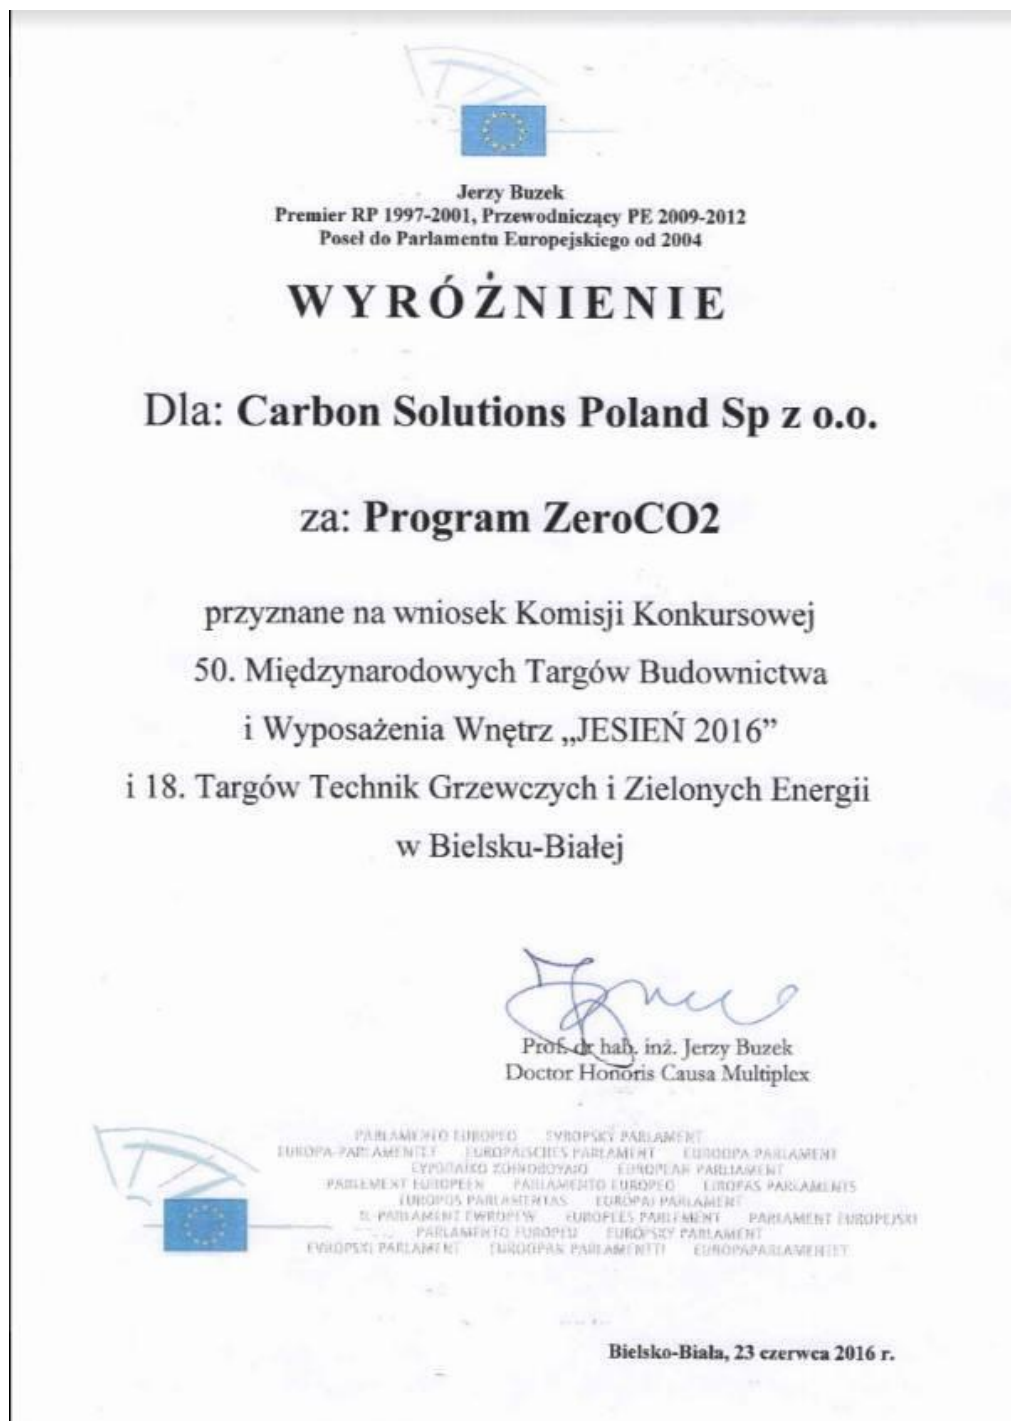 Jerzy Buzek
Premier RP 1997-2001, Przewodniczący PE 2009-2012
Poseł do Parlamentu Europejskiego od 2004
WYRÓŻNIENIE
Dla: Carbon Solutions Poland Sp z o.o.
za: Program ZeroCO2
przyznane na wniosek Komisji Konkursowej
50. Międzynarodowych Targów Budownictwa
i Wyposażenia Wnętrz „JESIEŃ 2016”
i 18. Targów Technik Grzewczych i Zielonych Energii
w Bielsku-Białej
Prof. dr hab. inż. Jerzy Buzek
Doctor Honoris Causa Multiplex
PARLAMENTO EUROPEO EVROPSKÝ PARLAMENT
EUROPA-PARLAMENTET EUROPÄISCHES PARLAMENT EUROOPA PARLAMENT
ΕΥΡΩΠΑΪΚΟ ΚΟΙΝΟΒΟΥΛΙΟ EUROPEAN PARLIAMENT
PARLEMENT EUROPÉEN PARLAMENTO EUROPEO EIROPAS PARLAMENTS
EUROPOS PARLAMENTAS EURÓPAI PARLAMENT
IL-PARLAMENT EWROPEW EUROPEES PARLEMENT PARLAMENT EUROPEJSKI
PARLAMENTO EUROPEU EURÓPSKY PARLAMENT
EVROPSKI PARLAMENT EUROOPAN PARLAMENTTI EUROPAPARLAMENTET
Bielsko-Biała, 23 czerwca 2016 r.